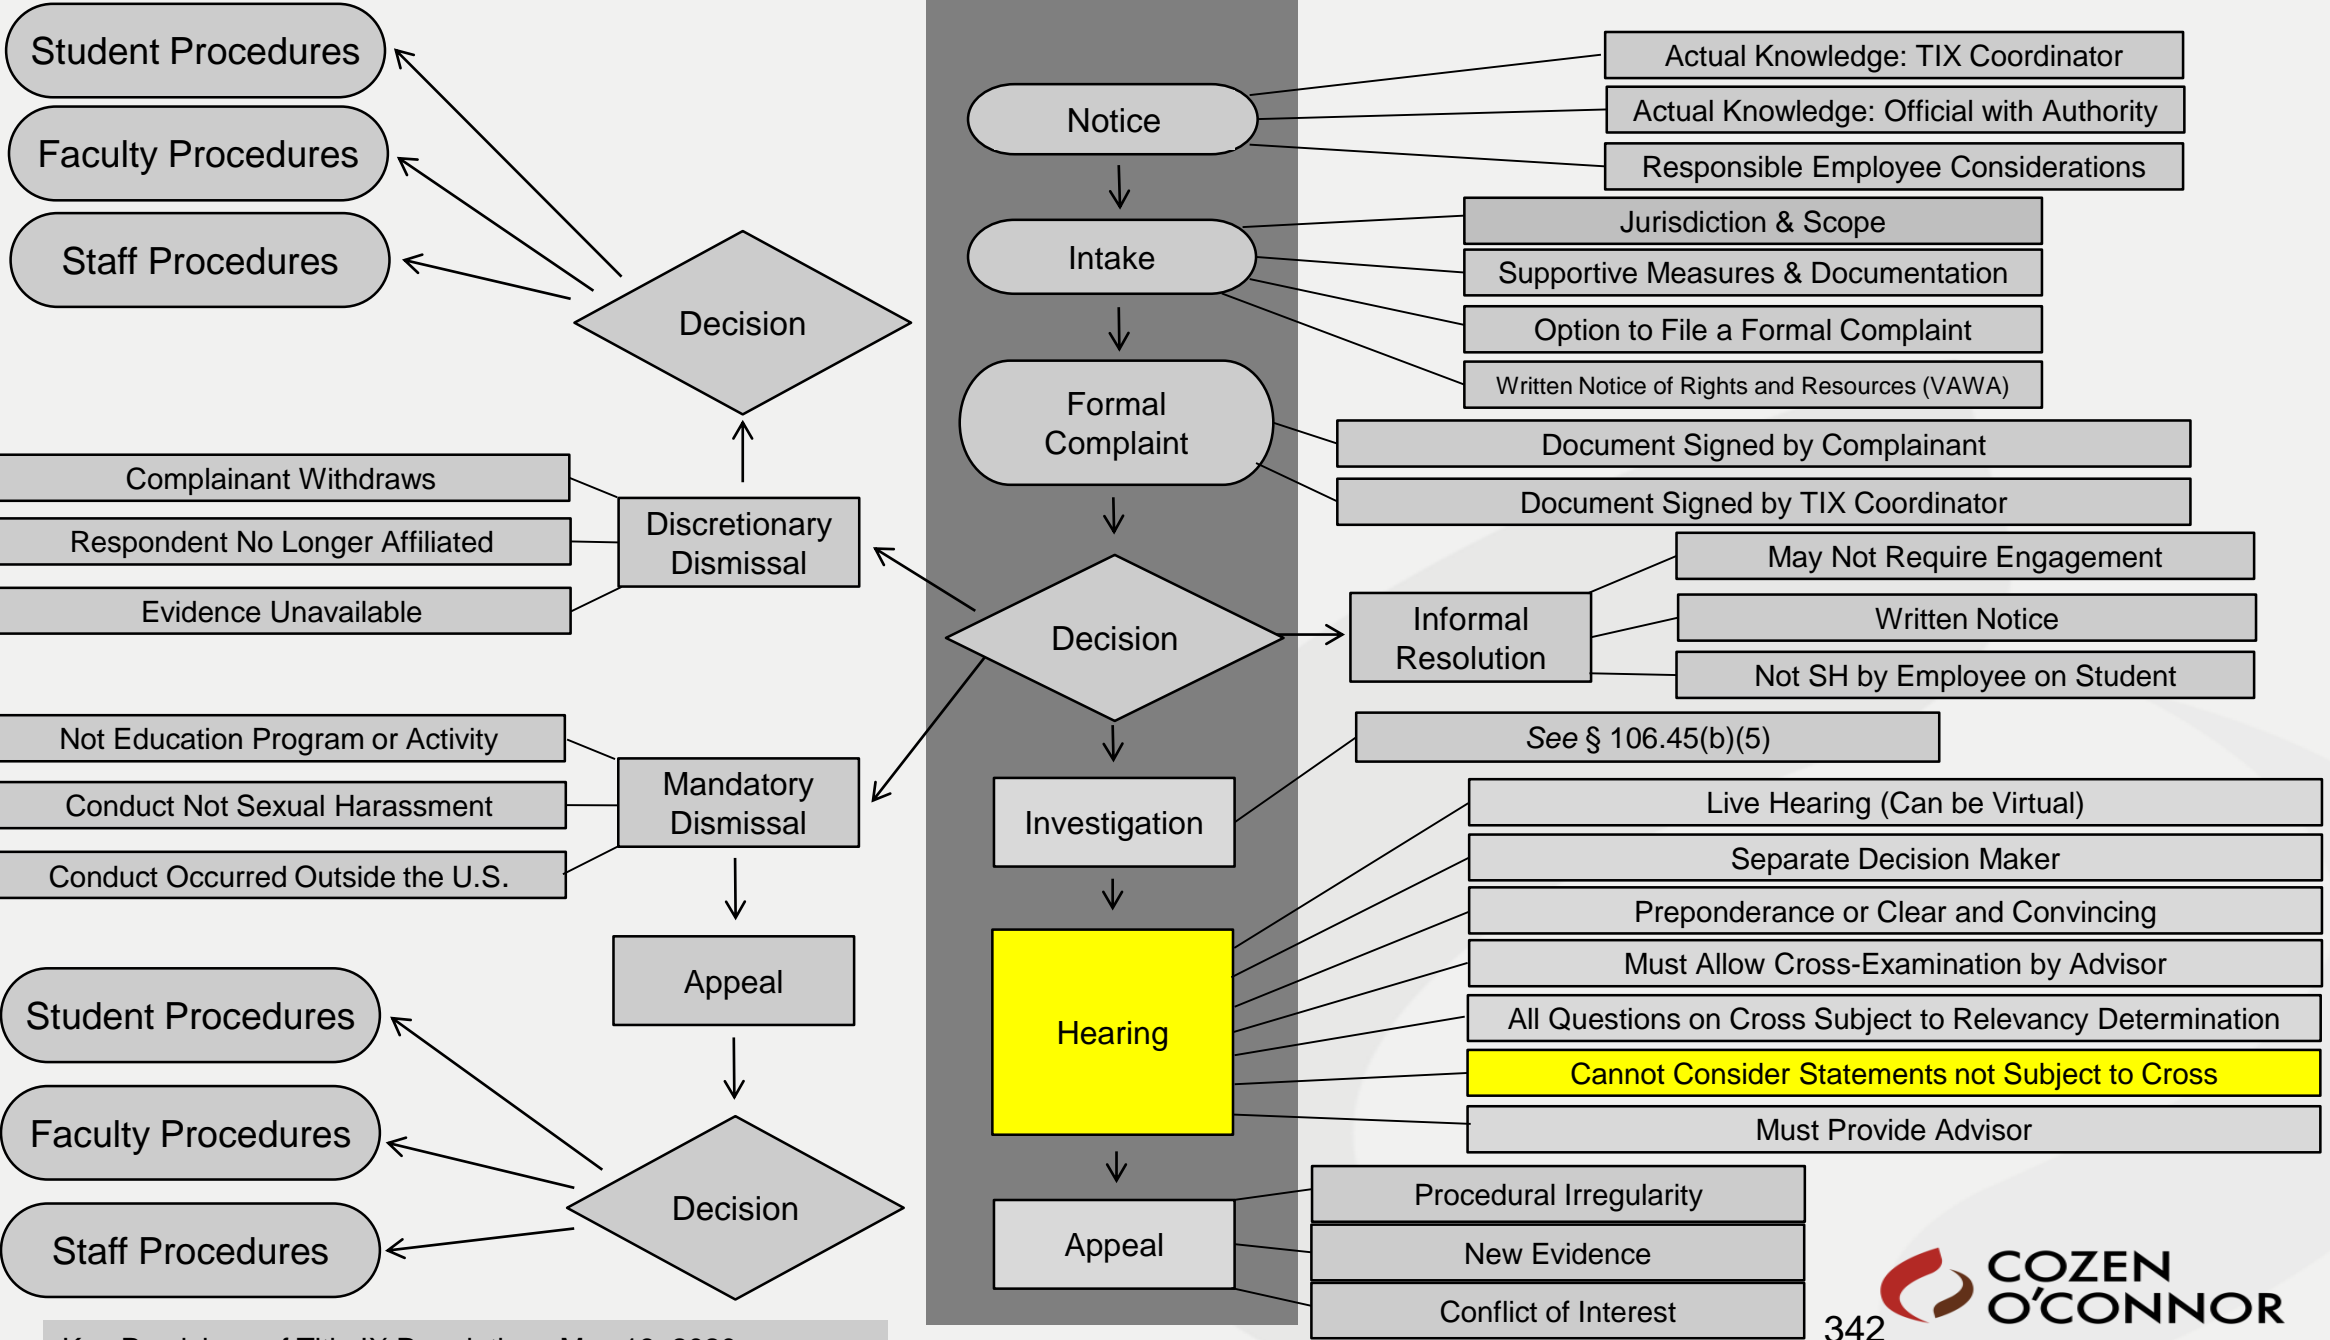 Student Procedures
Faculty Procedures
Staff Procedures
Decision
Complainant Withdraws
Respondent No Longer Affiliated
Evidence Unavailable
Discretionary
Dismissal
Not Education Program or Activity
Conduct Not Sexual Harassment
Conduct Occurred Outside the U.S.
Mandatory
Dismissal
Appeal
Decision
Student Procedures
Faculty Procedures
Staff Procedures
Notice
Actual Knowledge: TIX Coordinator
Actual Knowledge: Official with Authority
Responsible Employee Considerations
Intake
Jurisdiction & Scope
Supportive Measures & Documentation
Option to File a Formal Complaint
Written Notice of Rights and Resources (VAWA)
Formal
Complaint
Document Signed by Complainant
Document Signed by TIX Coordinator
Decision
Informal
Resolution
May Not Require Engagement
Written Notice
Not SH by Employee on Student
Investigation
See § 106.45(b)(5)
Hearing
Live Hearing (Can be Virtual)
Separate Decision Maker
Preponderance or Clear and Convincing
Must Allow Cross-Examination by Advisor
All Questions on Cross Subject to Relevancy Determination
Cannot Consider Statements not Subject to Cross
Must Provide Advisor
Appeal
Procedural Irregularity
New Evidence
Conflict of Interest
342
COZEN
O'CONNOR